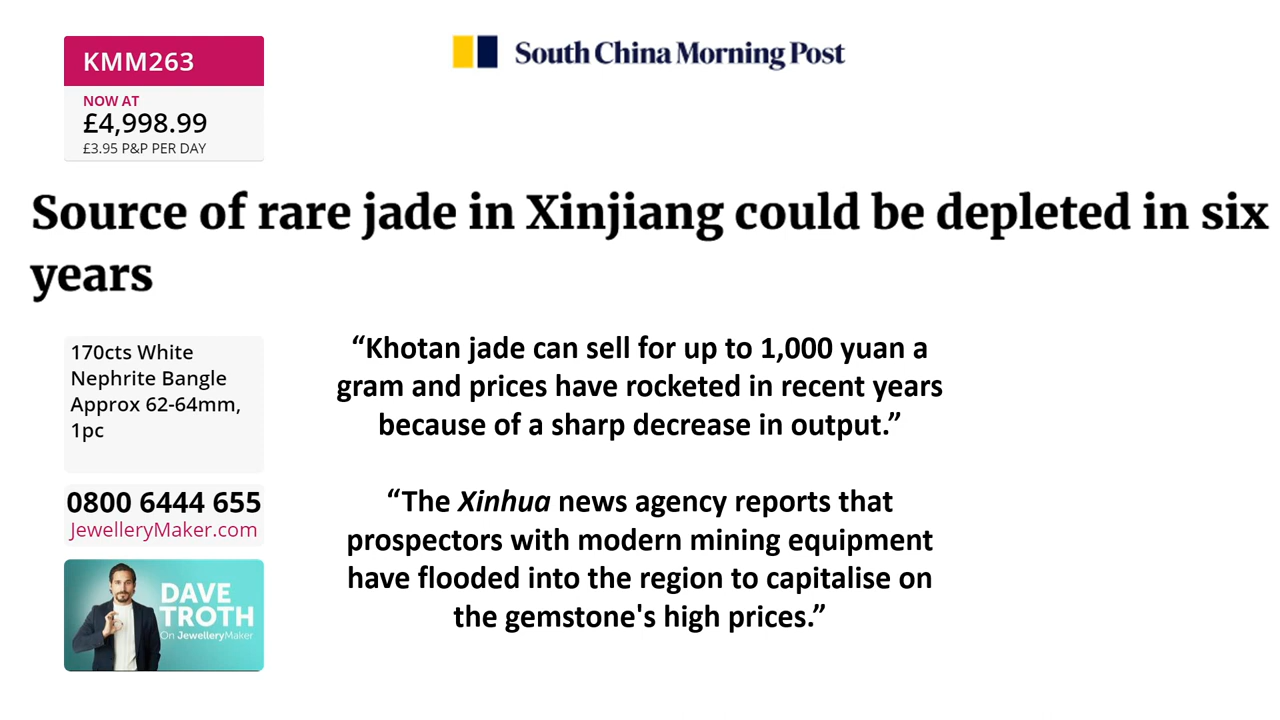 KMM263
NOW AT
£4,998.99
£3.95 P&P PER DAY
South China Morning Post
Source of rare jade in Xinjiang could be depleted in six
years
170cts White
Nephrite Bangle
Approx 62-64mm,
1pc
0800 6444 655
JewelleryMaker.com
DAVE
TROTH
On JewelleryMaker
“Khotan jade can sell for up to 1,000 yuan a
gram and prices have rocketed in recent years
because of a sharp decrease in output.”
“The Xinhua news agency reports that
prospectors with modern mining equipment
have flooded into the region to capitalise on
the gemstone's high prices.”